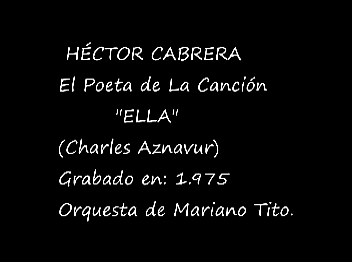 HÉCTOR CABRERA
El Poeta de La Canción
"ELLA"
(Charles Aznavur)
Grabado en: 1.975
Orquesta de Mariano Tito.